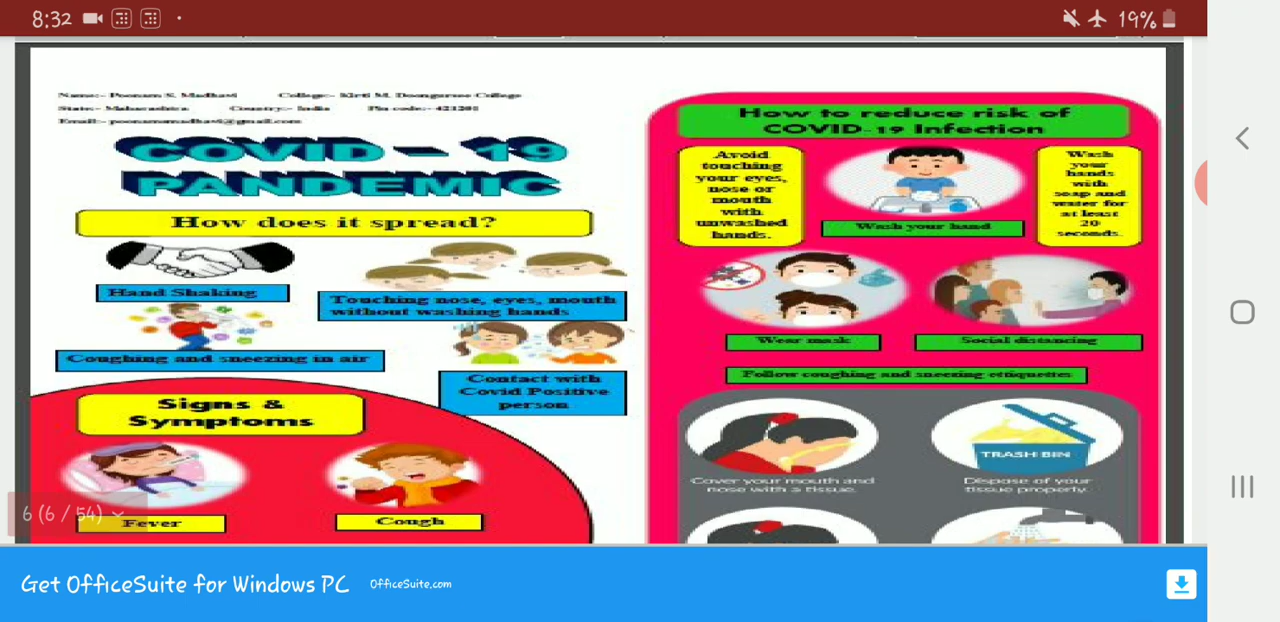 8:32
19%
Name:- Poonam S. Madhavi College:- Kirti M. Doongursee College
State:- Maharashtra Country:- India Pin code:- 421201
Email:-
COVID – 19
PANDEMIC
How does it spread?
Hand Shaking
Touching nose, eyes, mouth
without washing hands
Coughing and sneezing in air
Contact with
Covid Positive
person
Signs &
Symptoms
Fever
Cough
6 (6 / 54)
How to reduce risk of
COVID-19 Infection
Avoid
touching
your eyes,
nose or
mouth
with
unwashed
hands.
Wash your hand
Wash
your
hands
with
soap and
water for
at least
20
seconds.
Wear mask
Social distancing
Follow coughing and sneezing ettiquettes
Cover your mouth and
nose with a tissue.
TRASH BIN
Dispose of your
tissue properly.
Get OfficeSuite for Windows PC OfficeSuite.com